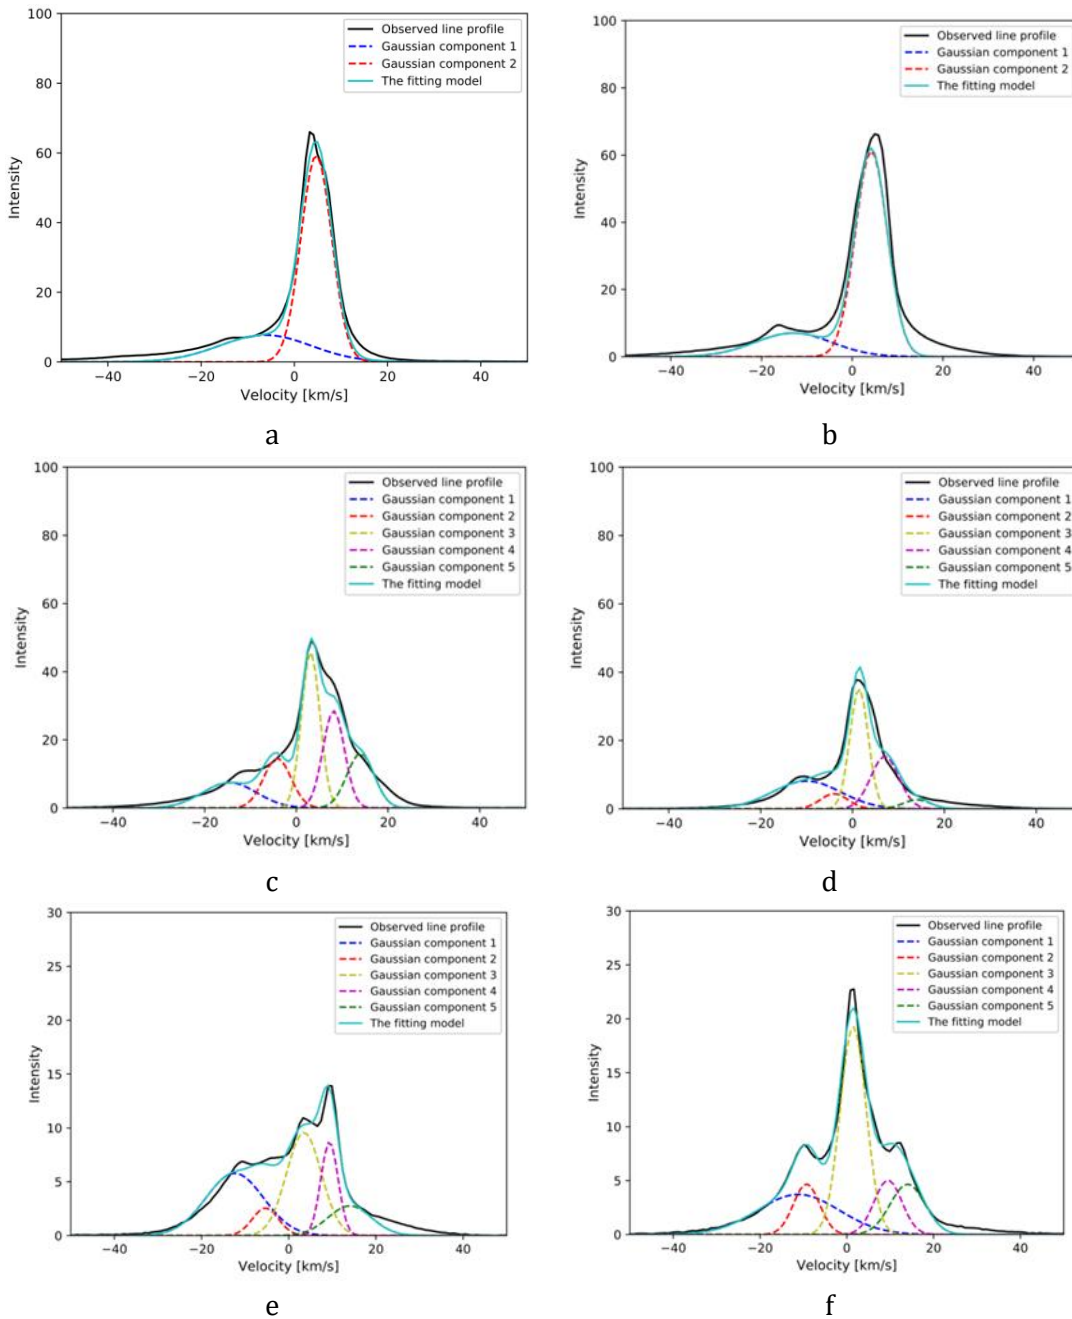 100
80
60
40
20
0
Intensity
−40 −20 0 20 40
Velocity [km/s]
Observed line profile
Gaussian component 1
Gaussian component 2
The fitting model
a
100
80
60
40
20
0
Intensity
−40 −20 0 20 40
Velocity [km/s]
Observed line profile
Gaussian component 1
Gaussian component 2
The fitting model
b
100
80
60
40
20
0
Intensity
−40 −20 0 20 40
Velocity [km/s]
Observed line profile
Gaussian component 1
Gaussian component 2
Gaussian component 3
Gaussian component 4
Gaussian component 5
The fitting model
c
100
80
60
40
20
0
Intensity
−40 −20 0 20 40
Velocity [km/s]
Observed line profile
Gaussian component 1
Gaussian component 2
Gaussian component 3
Gaussian component 4
Gaussian component 5
The fitting model
d
30
25
20
15
10
5
0
Intensity
−40 −20 0 20 40
Velocity [km/s]
Observed line profile
Gaussian component 1
Gaussian component 2
Gaussian component 3
Gaussian component 4
Gaussian component 5
The fitting model
e
30
25
20
15
10
5
0
Intensity
−40 −20 0 20 40
Velocity [km/s]
Observed line profile
Gaussian component 1
Gaussian component 2
Gaussian component 3
Gaussian component 4
Gaussian component 5
The fitting model
f